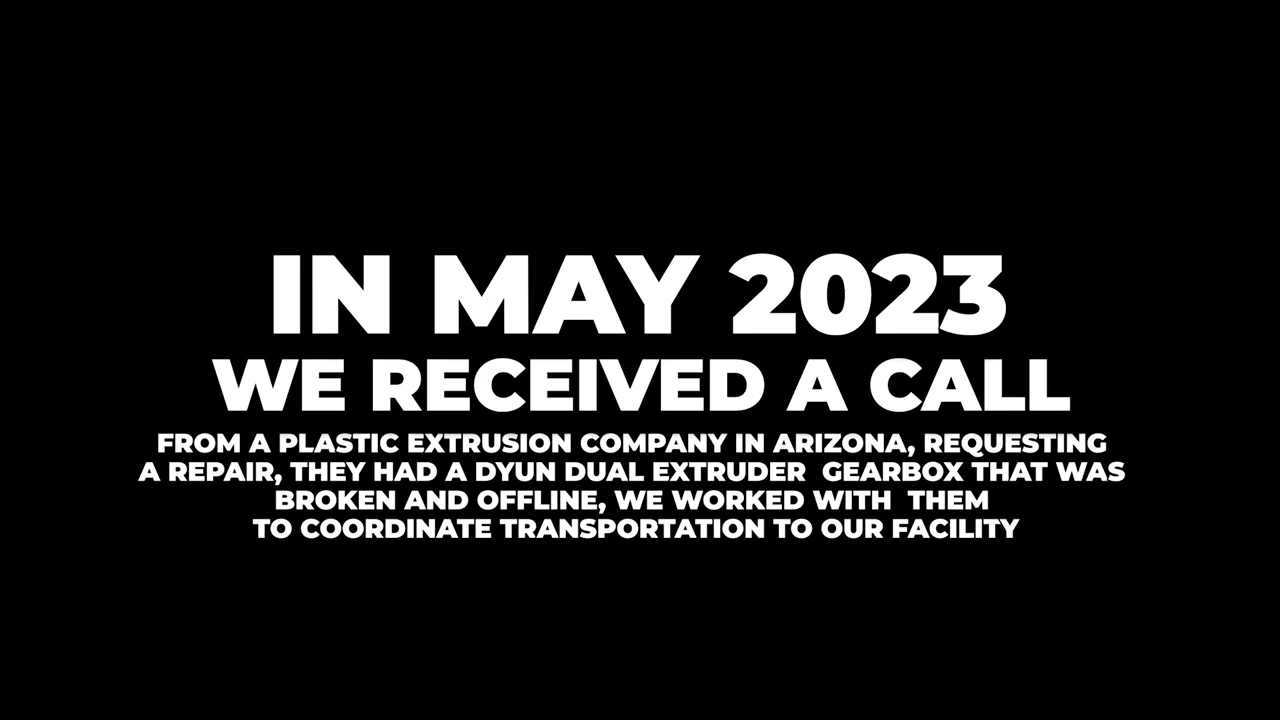 IN MAY 2023
WE RECEIVED A CALL
FROM A PLASTIC EXTRUSION COMPANY IN ARIZONA, REQUESTING
A REPAIR, THEY HAD A DYUN DUAL EXTRUDER  GEARBOX THAT WAS
BROKEN AND OFFLINE, WE WORKED WITH  THEM
TO COORDINATE TRANSPORTATION TO OUR FACILITY